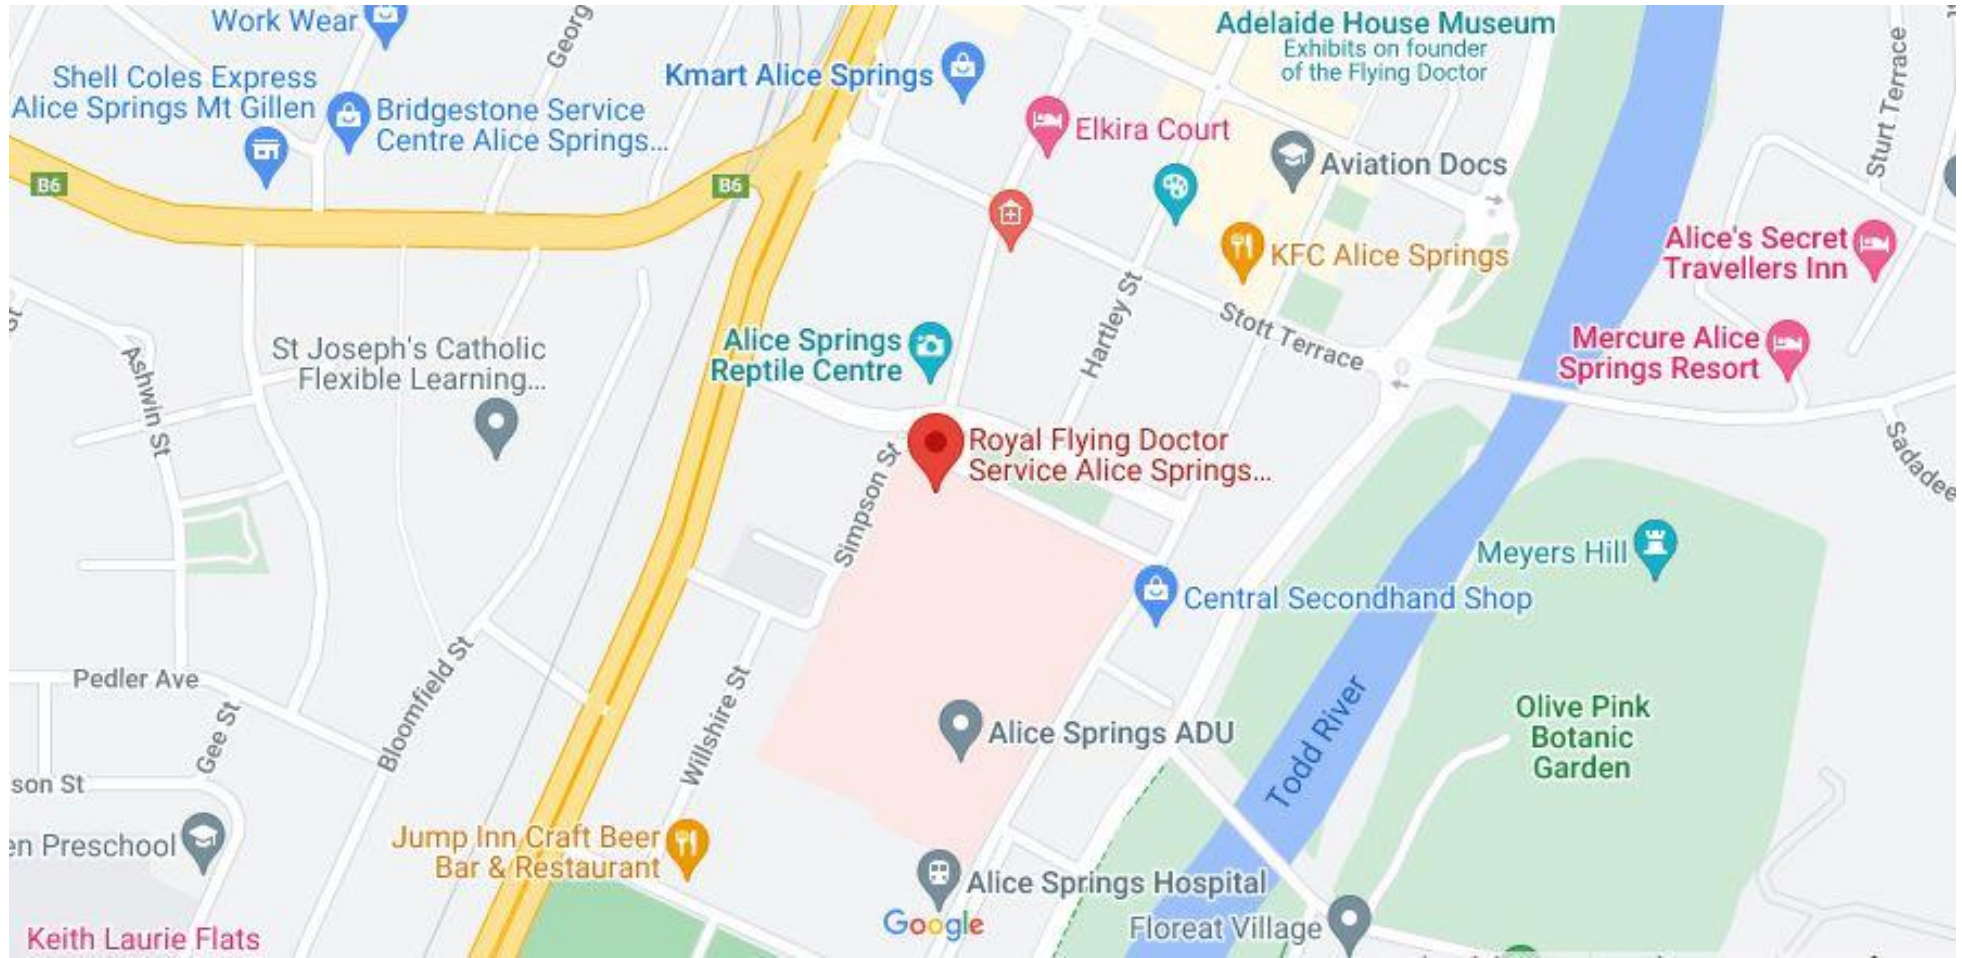 Work Wear
Georg
Adelaide House Museum
Exhibits on founder
of the Flying Doctor
Shell Coles Express
Alice Springs Mt Gillen
Kmart Alice Springs
Sturt Terrace
Bridgestone Service
Centre Alice Springs...
Elkira Court
Aviation Docs
B6
B6
Alice's Secret
Travellers Inn
KFC Alice Springs
Hartley St
Stott Terrace
St
Ashwin St
St Joseph's Catholic
Flexible Learning...
Alice Springs
Reptile Centre
Mercure Alice
Springs Resort
Royal Flying Doctor
Service Alice Springs...
Sadadee
Simpson St
Meyers Hill
Central Secondhand Shop
Pedler Ave
Gee St
Bloomfield St
Willshire St
Alice Springs ADU
Todd River
Olive Pink
Botanic
Garden
son St
en Preschool
Jump Inn Craft Beer
Bar & Restaurant
Alice Springs Hospital
Google
Floreat Village
Keith Laurie Flats